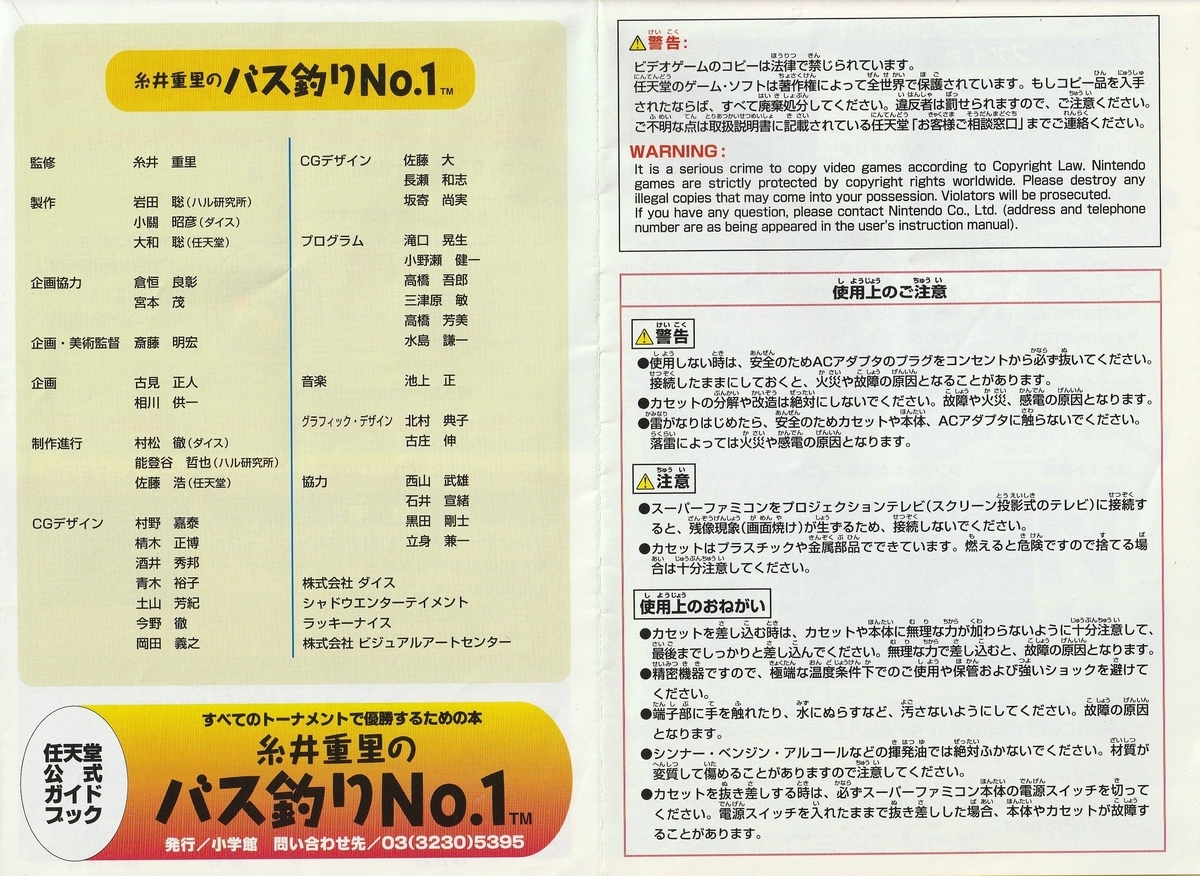 糸井重里の バス釣りNo.1™
監修 糸井 重里
製作 岩田 聡(ハル研究所)
小關 昭彦(ダイス)
大和 聡(任天堂)
企画協力 倉恒 良彰
宮本 茂
企画・美術監督 斎藤 明宏
企画 古見 正人
相川 供一
制作進行 村松 徹(ダイス)
能登谷 哲也(ハル研究所)
佐藤 浩(任天堂)
CGデザイン 村野 嘉泰
棈木 正博
酒井 秀邦
青木 裕子
土山 芳紀
今野 徹
岡田 義之
CGデザイン 佐藤 大
長瀬 和志
坂寄 尚実
プログラム 滝口 晃生
小野瀬 健一
高橋 吾郎
三津原 敏
高橋 芳美
水島 謙一
音楽 池上 正
グラフィック・デザイン 北村 典子
古庄 伸
協力 西山 武雄
石井 宣緒
黒田 剛士
立身 兼一
株式会社 ダイス
シャドウエンターテイメント
ラッキーナイス
株式会社 ビジュアルアートセンター
任天堂
公式
ガイド
ブック
すべてのトーナメントで優勝するための本
糸井重里の
バス釣りNo.1™
発行/小学館 問い合わせ先/03(3230)5395
警告:
ビデオゲームのコピーは法律で禁じられています。
任天堂のゲーム・ソフトは著作権によって全世界で保護されています。もしコピー品を入手
されたならば、すべて廃棄処分してください。違反者は罰せられますので、ご注意ください。
ご不明な点は取扱説明書に記載されている任天堂「お客様ご相談窓口」までご連絡ください。
WARNING:
It is a serious crime to copy video games according to Copyright Law. Nintendo
games are strictly protected by copyright rights worldwide. Please destroy any
illegal copies that may come into your possession. Violators will be prosecuted.
If you have any question, please contact Nintendo Co., Ltd. (address and telephone
number are as being appeared in the user's instruction manual).
使用上のご注意
警告
●使用しない時は、安全のためACアダプタのプラグをコンセントから必ず抜いてください。
接続したままにしておくと、火災や故障の原因となることがあります。
●カセットの分解や改造は絶対にしないでください。故障や火災、感電の原因となります。
●雷がなりはじめたら、安全のためカセットや本体、ACアダプタに触らないでください。
落雷によっては火災や感電の原因となります。
注意
●スーパーファミコンをプロジェクションテレビ(スクリーン投影式のテレビ)に接続す
ると、残像現象(画面焼け)が生ずるため、接続しないでください。
●カセットはプラスチックや金属部品でできています。燃えると危険ですので捨てる場
合は十分注意してください。
使用上のおねがい
●カセットを差し込む時は、カセットや本体に無理な力が加わらないように十分注意して、
最後までしっかりと差し込んでください。無理な力で差し込むと、故障の原因となります。
●精密機器ですので、極端な温度条件下でのご使用や保管および強いショックを避けて
ください。
●端子部に手を触れたり、水にぬらすなど、汚さないようにしてください。故障の原因
となります。
●シンナー・ベンジン・アルコールなどの揮発油では絶対ふかないでください。材質が
変質して傷めることがありますので注意してください。
●カセットを抜き差しする時は、必ずスーパーファミコン本体の電源スイッチを切って
ください。電源スイッチを入れたままで抜き差しした場合、本体やカセットが故障す
ることがあります。